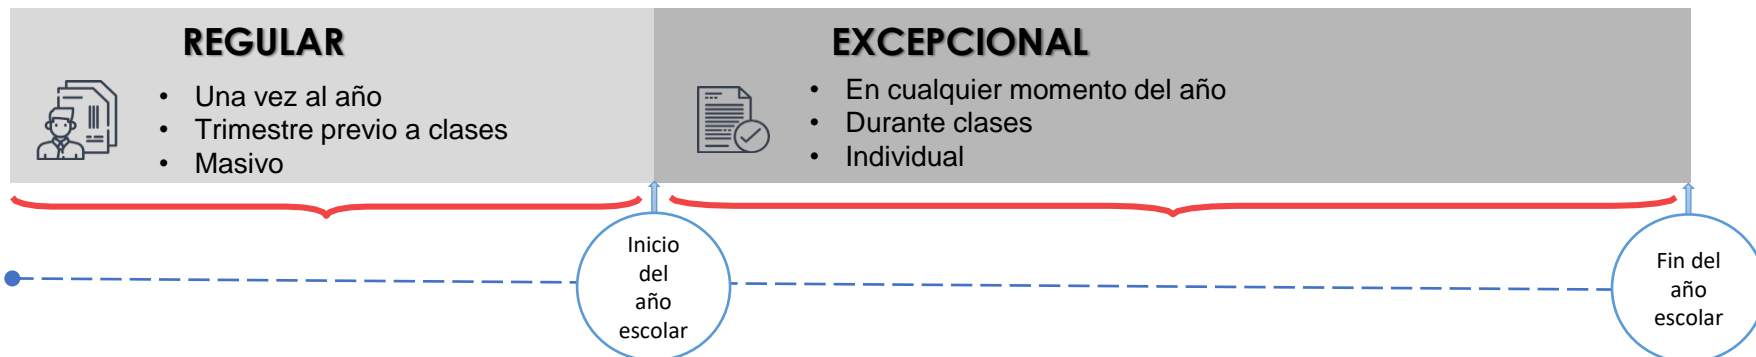 REGULAR
• Una vez al año
• Trimestre previo a clases
• Masivo
EXCEPCIONAL
• En cualquier momento del año
• Durante clases
• Individual
Inicio
del
año
escolar
Fin del
año
escolar